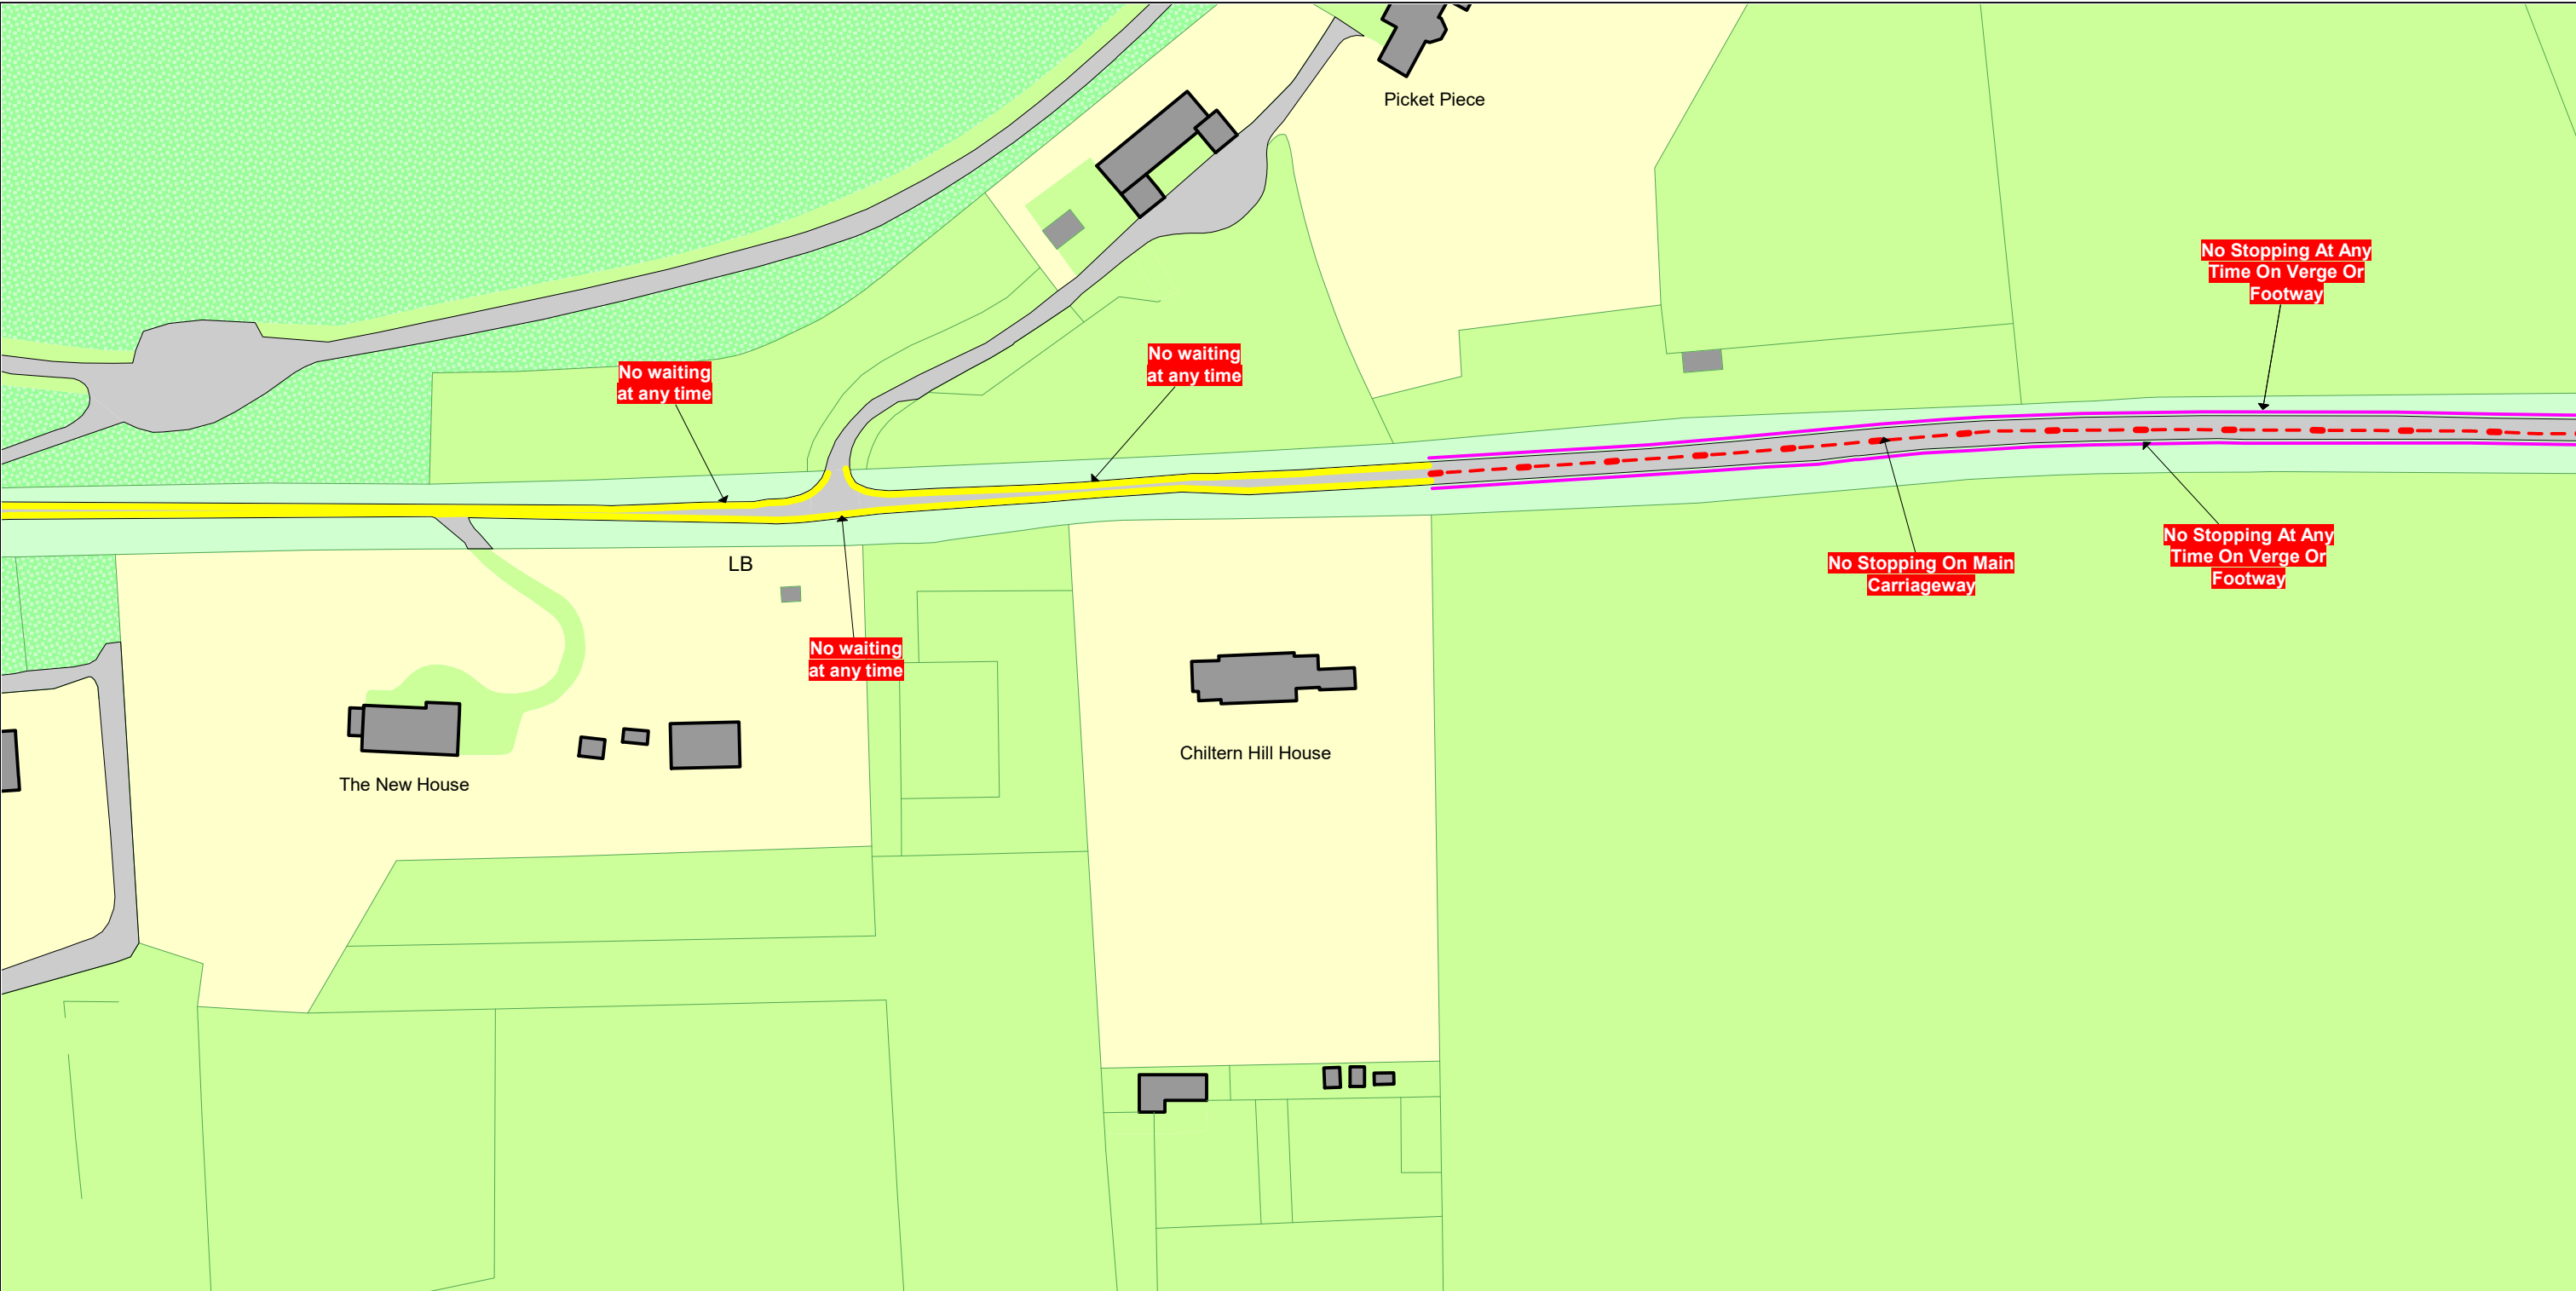 Picket Piece
No Stopping At Any
Time On Verge Or
Footway
No waiting
at any time
No waiting
at any time
No Stopping At Any
Time On Verge Or
Footway
No Stopping On Main
Carriageway
LB
No waiting
at any time
Chiltern Hill House
The New House